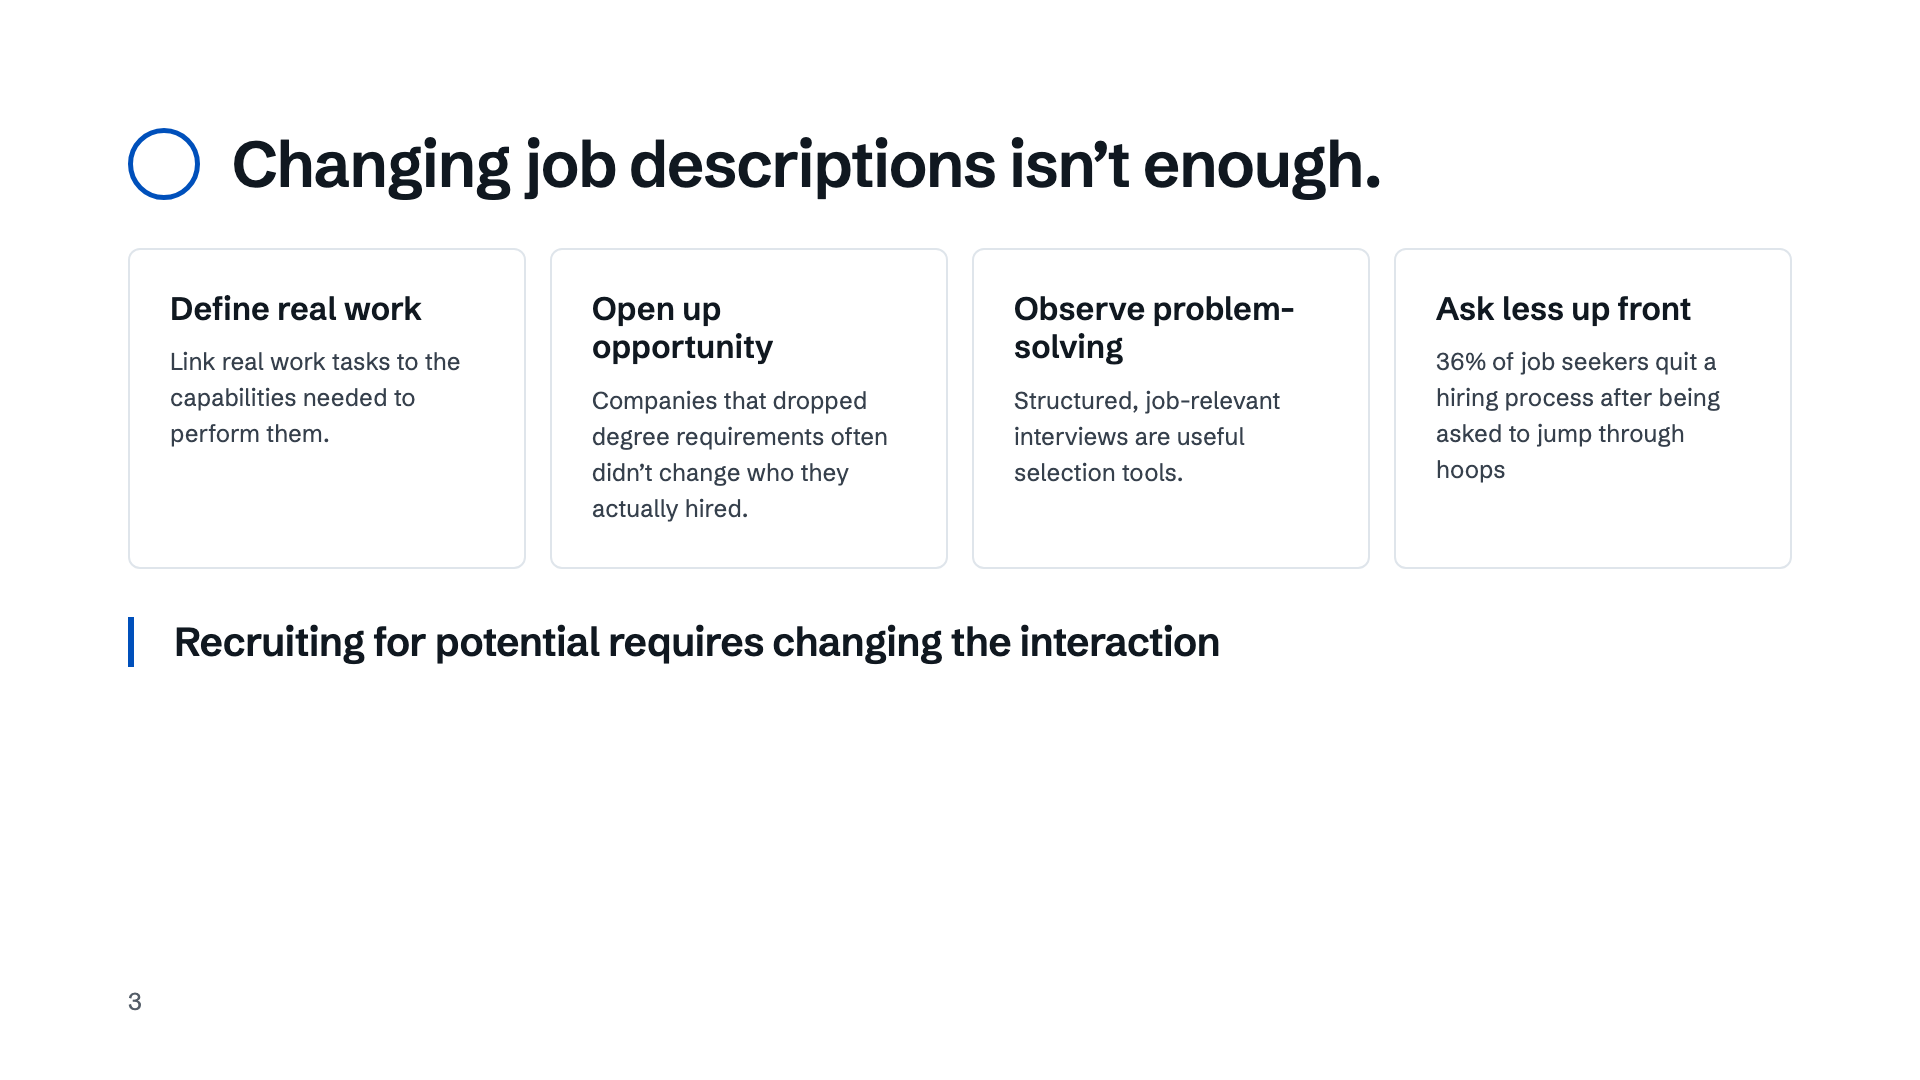 Changing job descriptions isn’t enough.
Define real work
Link real work tasks to the
capabilities needed to
perform them.
Open up
opportunity
Companies that dropped
degree requirements often
didn’t change who they
actually hired.
Observe problem-
solving
Structured, job-relevant
interviews are useful
selection tools.
Ask less up front
36% of job seekers quit a
hiring process after being
asked to jump through
hoops
Recruiting for potential requires changing the interaction
3